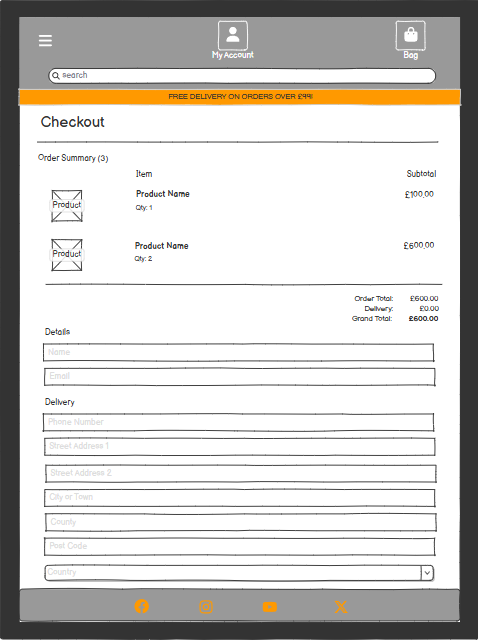 My Account
Bag
search
FREE DELIVERY ON ORDERS OVER £99!
Checkout
Order Summary (3)
Item Subtotal
Product
Product Name £100.00
Qty: 1
Product
Product Name £600.00
Qty: 2
Order Total: £600.00
Delivery: £0.00
Grand Total: £600.00
Details
Name
Email
Delivery
Phone Number
Street Address 1
Street Address 2
City or Town
County
Post Code
Country